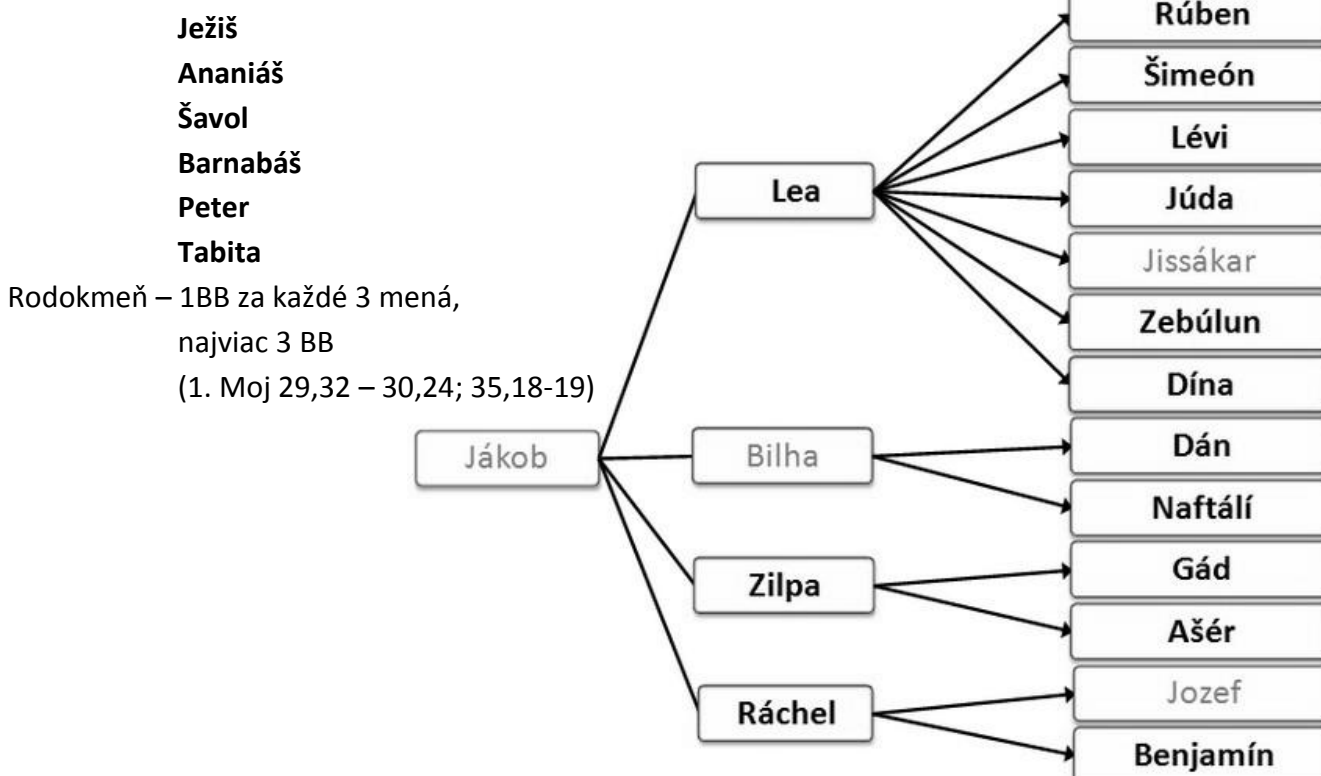 Ježiš
Ananiáš
Šavol
Barnabáš
Peter
Tabita
Rodokmeň – 1BB za každé 3 mená,
najviac 3 BB
(1. Moj 29,32 – 30,24; 35,18-19)
Jákob
Lea
Bilha
Zilpa
Ráchel
Rúben
Šimeón
Lévi
Júda
Jissákar
Zebúlun
Dína
Dán
Naftálí
Gád
Ašér
Jozef
Benjamín